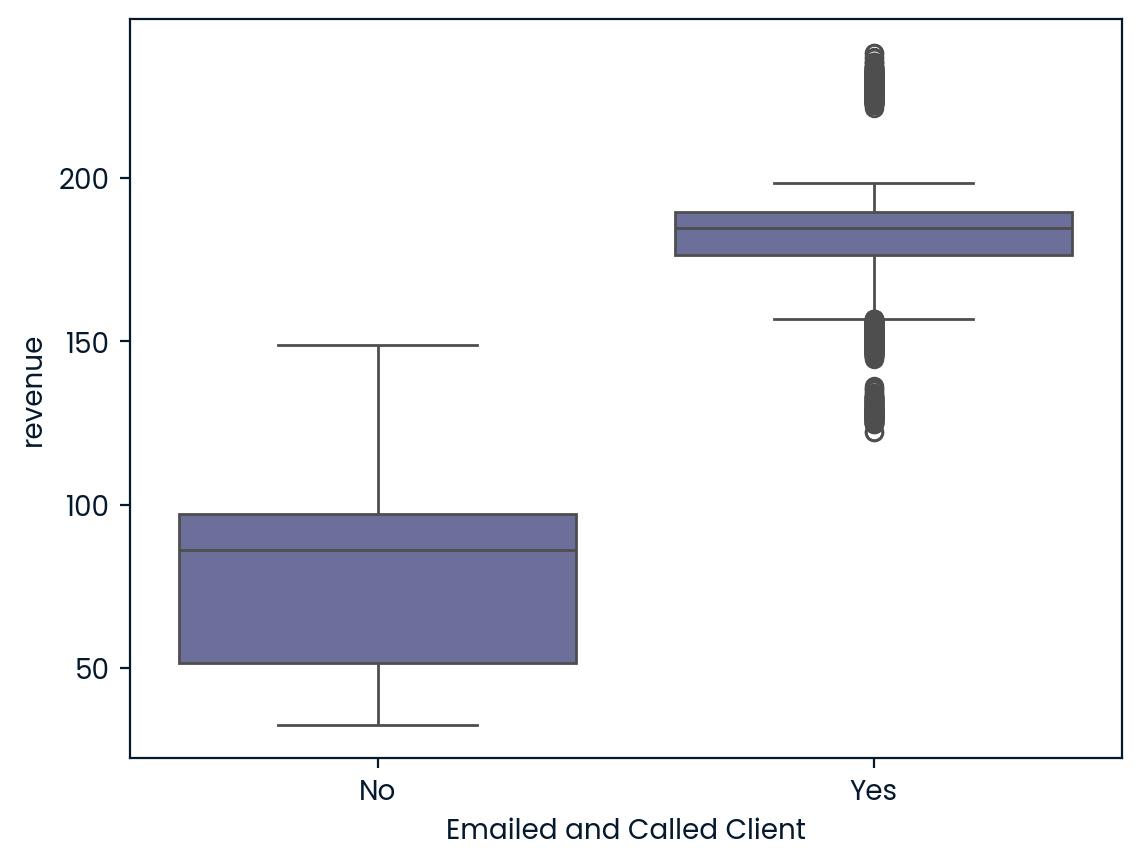 200
150
100
50
revenue
No
Yes
Emailed and Called Client